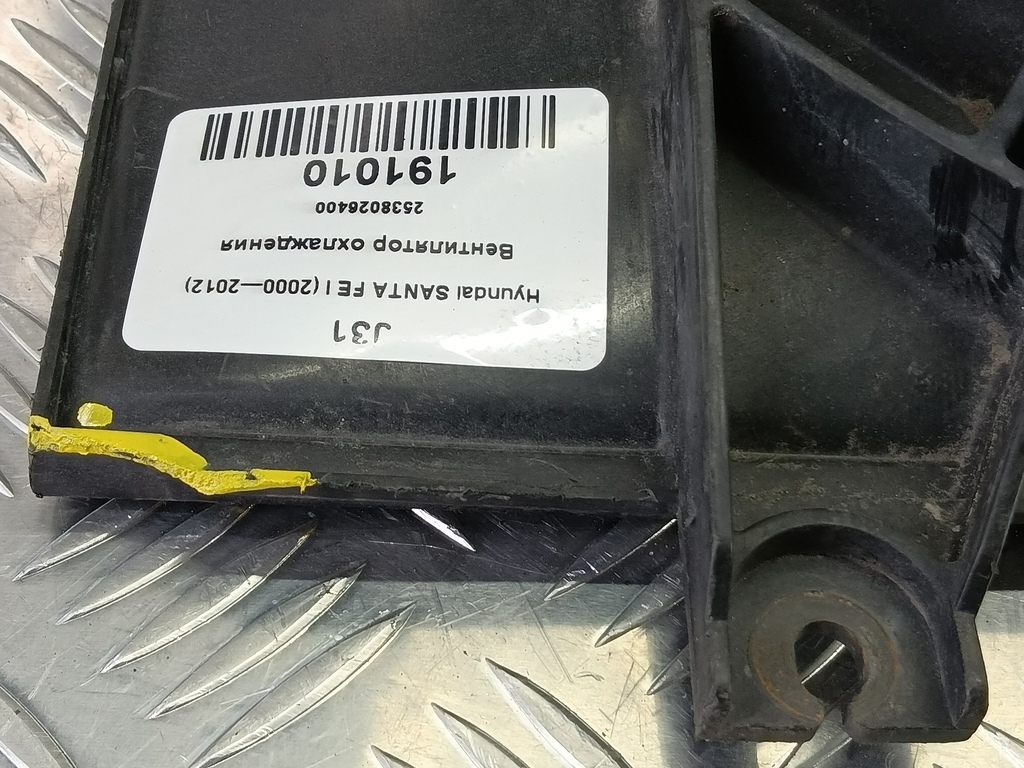 J31
Hyundai SANTA FE I (2000—2012)
Вентилятор охлаждения
2538026400
191010